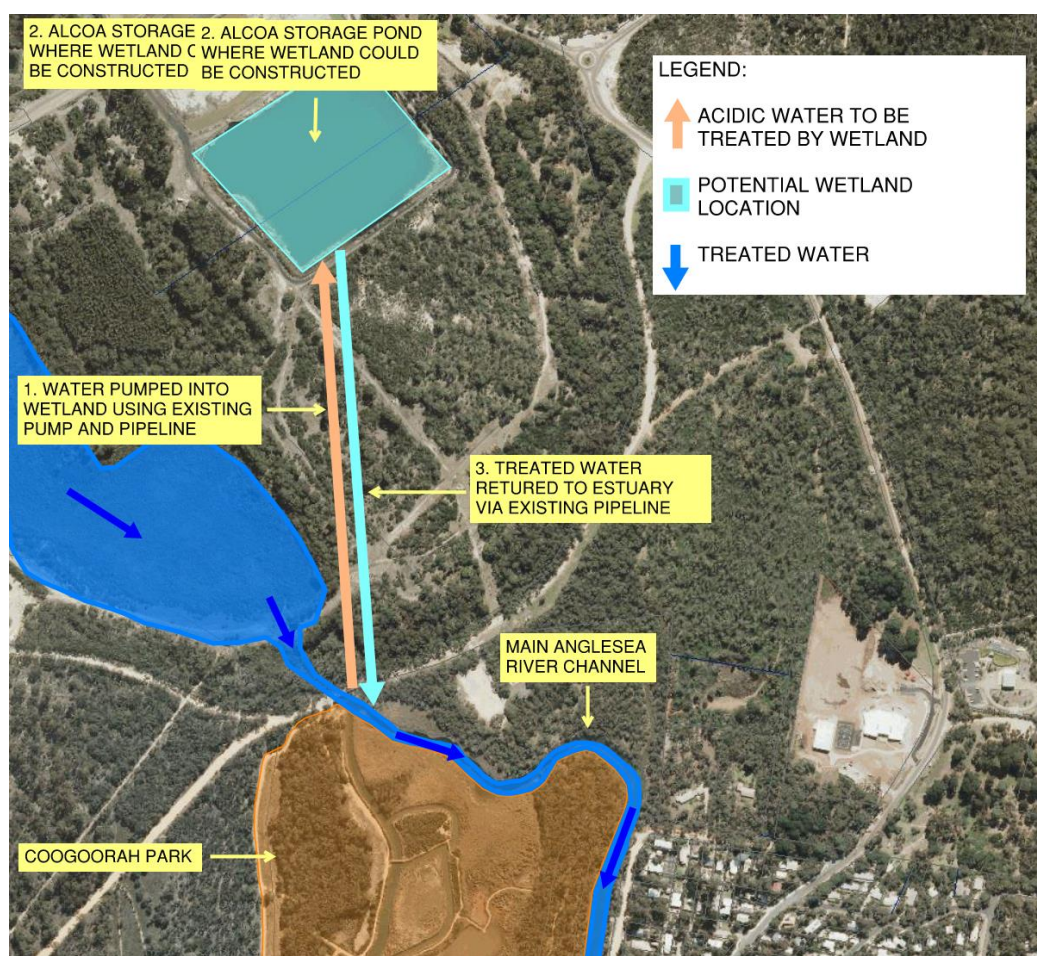 2. ALCOA STORAGE
WHERE WETLAND C
BE CONSTRUCTED
2. ALCOA STORAGE POND
WHERE WETLAND COULD
BE CONSTRUCTED
LEGEND:
ACIDIC WATER TO BE
TREATED BY WETLAND
POTENTIAL WETLAND
LOCATION
TREATED WATER
1. WATER PUMPED INTO
WETLAND USING EXISTING
PUMP AND PIPELINE
3. TREATED WATER
RETURED TO ESTUARY
VIA EXISTING PIPELINE
MAIN ANGLESEA
RIVER CHANNEL
COOGOORAH PARK